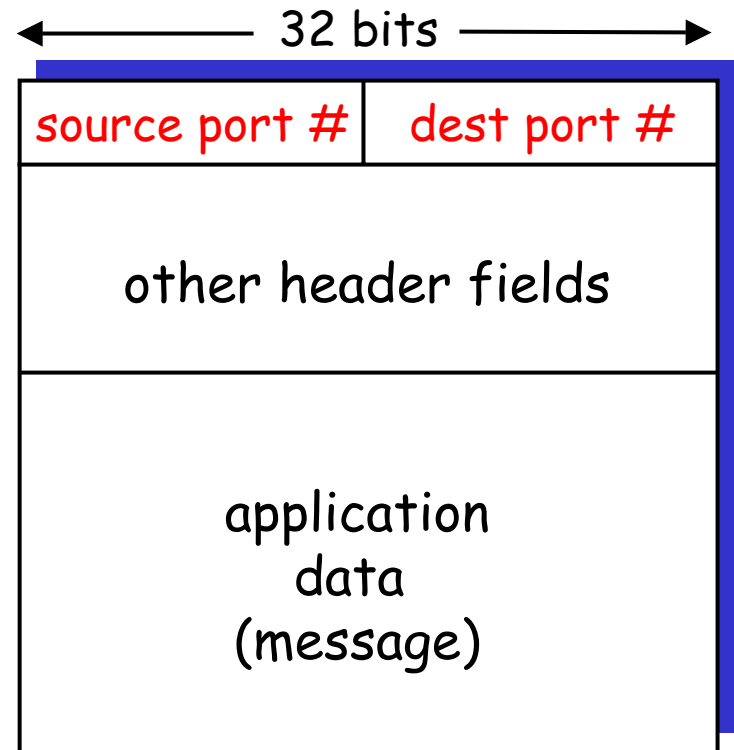 32 bits
source port # dest port #
other header fields
application
data
(message)